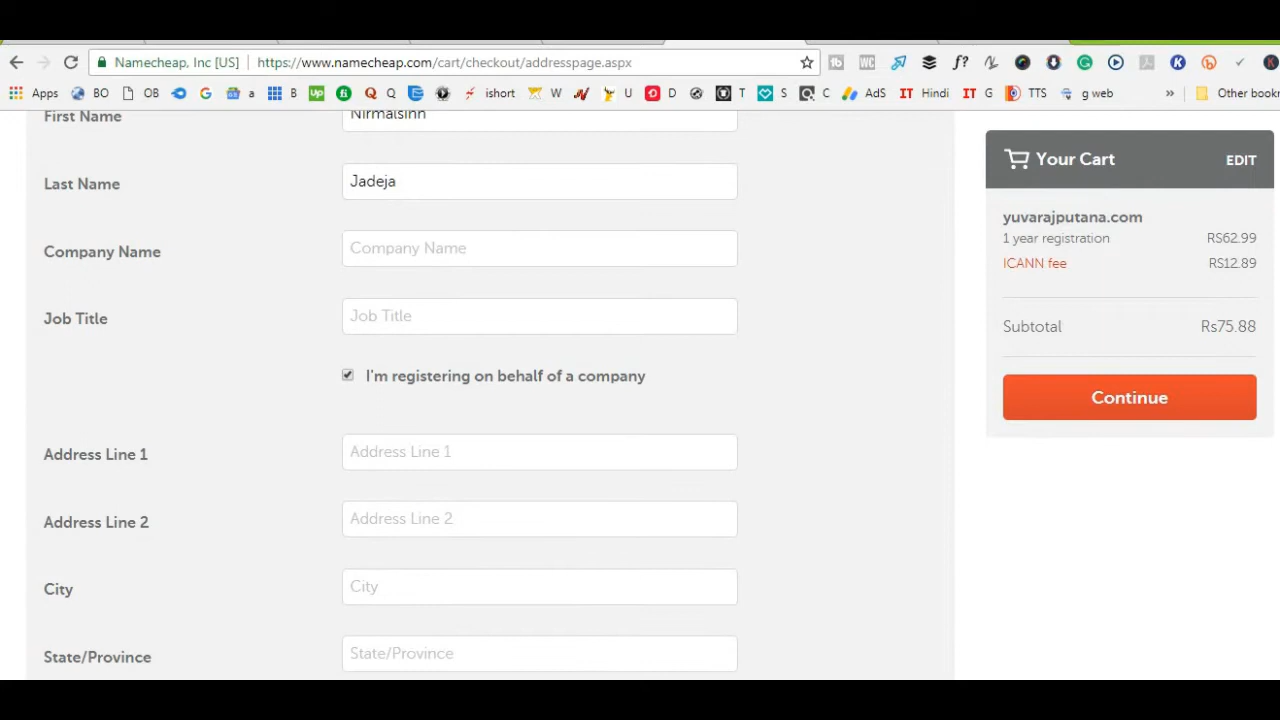 Namecheap, Inc [US] https://www.namecheap.com/cart/checkout/addresspage.aspx
Apps BO OB a B Up Q Q ishort W U D T S C AdS IT Hindi IT G TTS g web » Other bookm
First Name
Last Name Jadeja
Company Name Company Name
Job Title Job Title
I'm registering on behalf of a company
Address Line 1 Address Line 1
Address Line 2 Address Line 2
City City
State/Province State/Province
Your Cart EDIT
yuvarajputana.com
1 year registration RS62.99
ICANN fee RS12.89
Subtotal Rs75.88
Continue